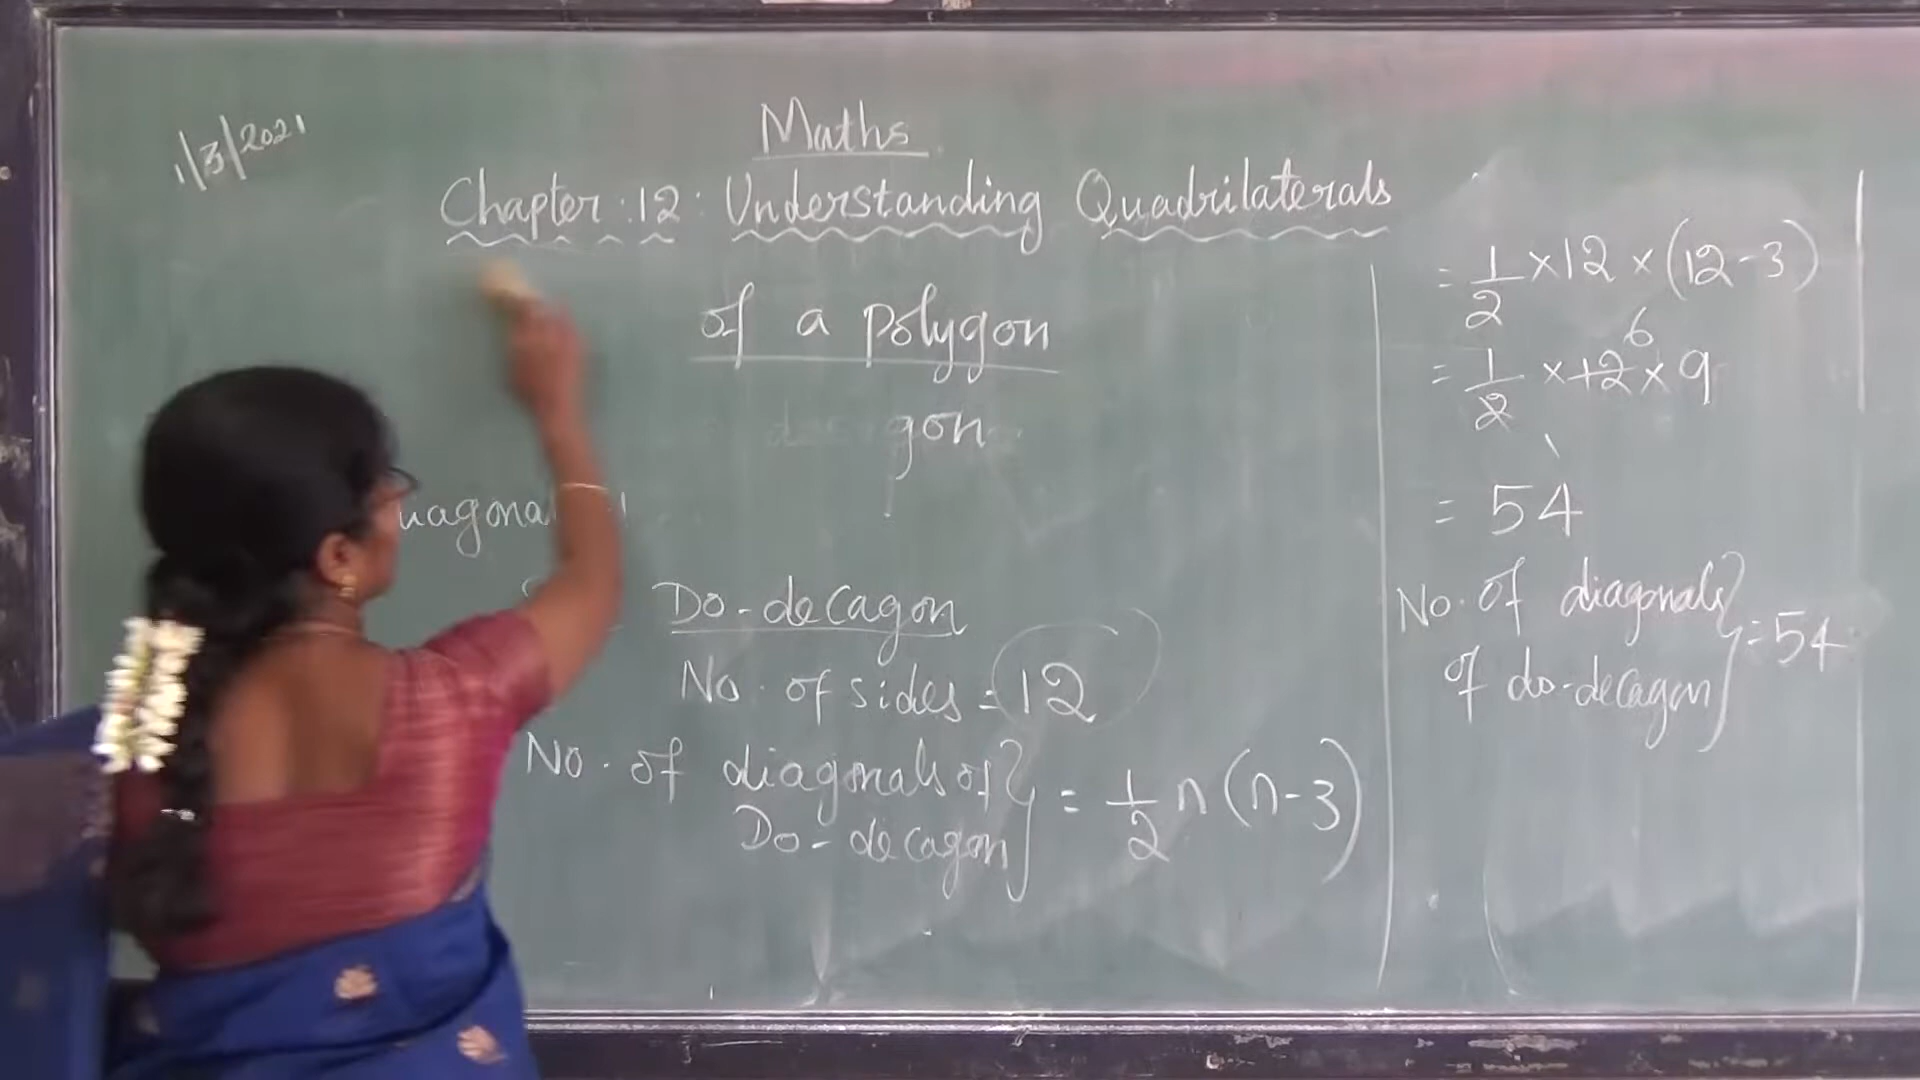 1/3/2021
Maths
Chapter : 12 : Understanding Quadrilaterals
of a polygon
gon
Do-decagon
No. of sides = 12
No. of diagonals of } = 1/2 n (n-3)
Do-decagon
= 1/2 × 12 × (12-3)
6
= 1/2 × 12 × 9
= 54
No. of diagonals } = 54
of do-decagon